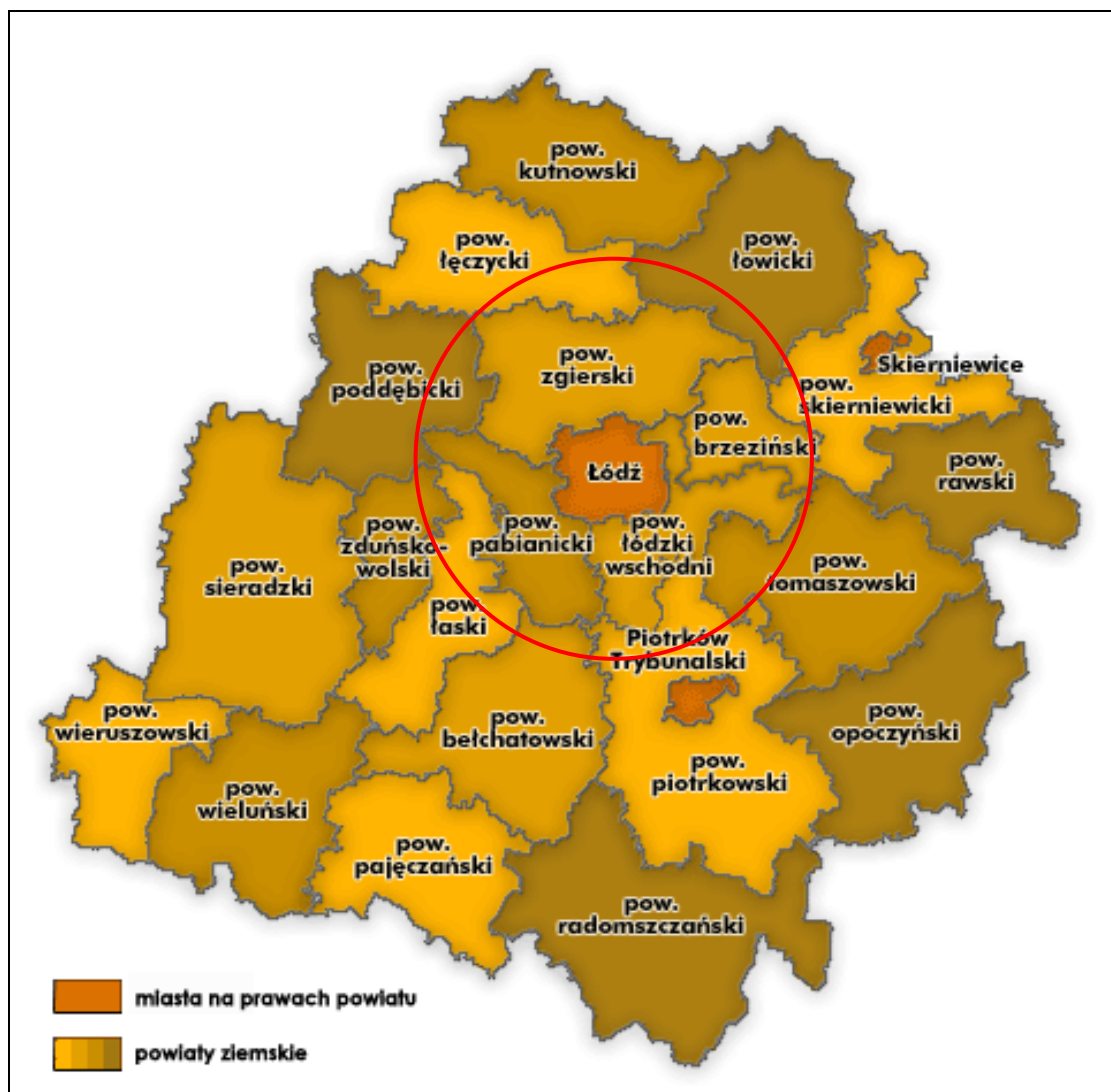 pow.
kutnowski
pow.
łęczycki
pow.
łowicki
Skierniewice
pow.
skierniewicki
pow.
zgierski
pow.
poddębicki
pow.
brzeziński
Łódź
pow.
rawski
pow.
zduńsko-
wolski
pow.
pabianicki
pow.
łódzki
wschodni
pow.
tomaszowski
pow.
sieradzki
pow.
łaski
Piotrków
Trybunalski
pow.
wieruszowski
pow.
bełchatowski
pow.
opoczyński
pow.
piotrkowski
pow.
wieluński
pow.
pajęczański
pow.
radomszczański
miasta na prawach powiatu
powiaty ziemskie